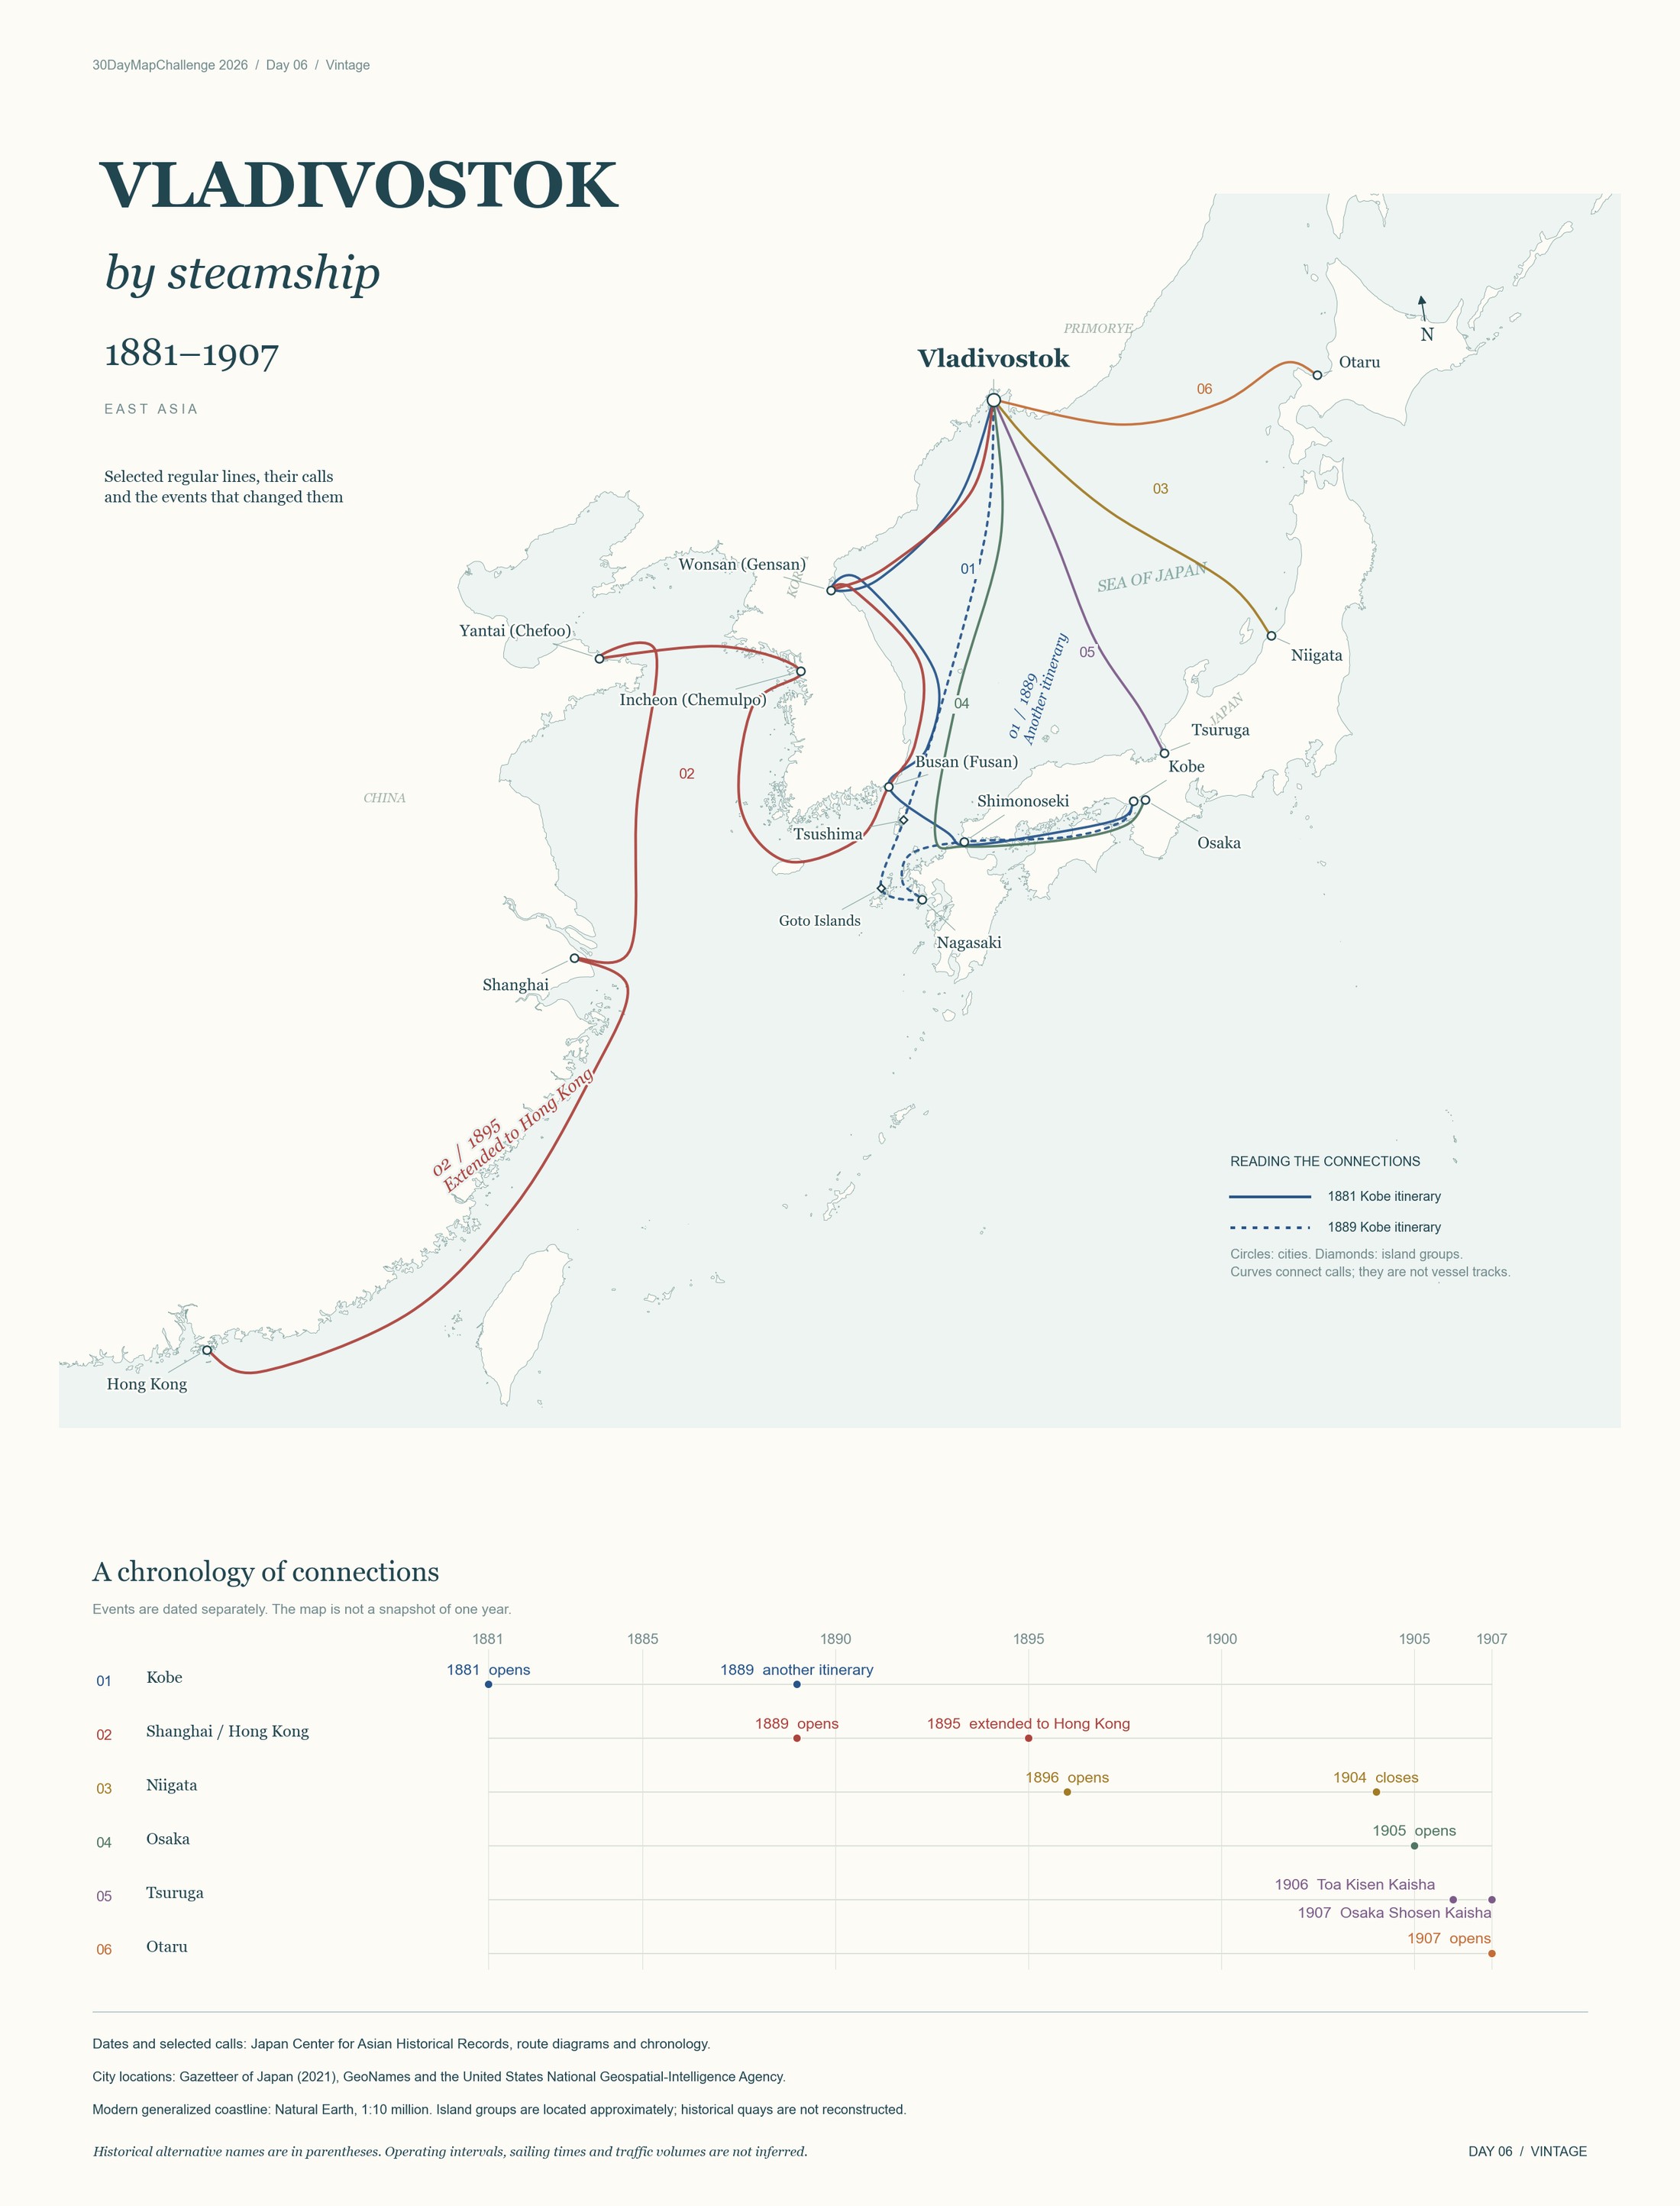 30DayMapChallenge 2026 / Day 06 / Vintage
VLADIVOSTOK
by steamship
1881–1907
EAST ASIA
Selected regular lines, their calls
and the events that changed them
PRIMORYE
Vladivostok
N
Otaru
06
03
Wonsan (Gensan)
01
SEA OF JAPAN
Yantai (Chefoo)
05
Niigata
Incheon (Chemulpo)
04
01 / 1889
Another itinerary
JAPAN
Tsuruga
02
Busan (Fusan)
Kobe
CHINA
Shimonoseki
Tsushima
Osaka
Goto Islands
Nagasaki
Shanghai
02 / 1895
Extended to Hong Kong
Hong Kong
READING THE CONNECTIONS
1881 Kobe itinerary
1889 Kobe itinerary
Circles: cities. Diamonds: island groups.
Curves connect calls; they are not vessel tracks.
A chronology of connections
Events are dated separately. The map is not a snapshot of one year.
1881 1885 1890 1895 1900 1905 1907
01 Kobe 1881 opens 1889 another itinerary
02 Shanghai / Hong Kong 1889 opens 1895 extended to Hong Kong
03 Niigata 1896 opens 1904 closes
04 Osaka 1905 opens
05 Tsuruga 1906 Toa Kisen Kaisha
1907 Osaka Shosen Kaisha
06 Otaru 1907 opens
Dates and selected calls: Japan Center for Asian Historical Records, route diagrams and chronology.
City locations: Gazetteer of Japan (2021), GeoNames and the United States National Geospatial-Intelligence Agency.
Modern generalized coastline: Natural Earth, 1:10 million. Island groups are located approximately; historical quays are not reconstructed.
Historical alternative names are in parentheses. Operating intervals, sailing times and traffic volumes are not inferred.
DAY 06 / VINTAGE